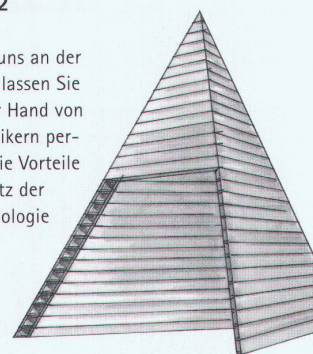 2
uns an der
lassen Sie
Hand von
ikern per-
ie Vorteile
tz der
ologie